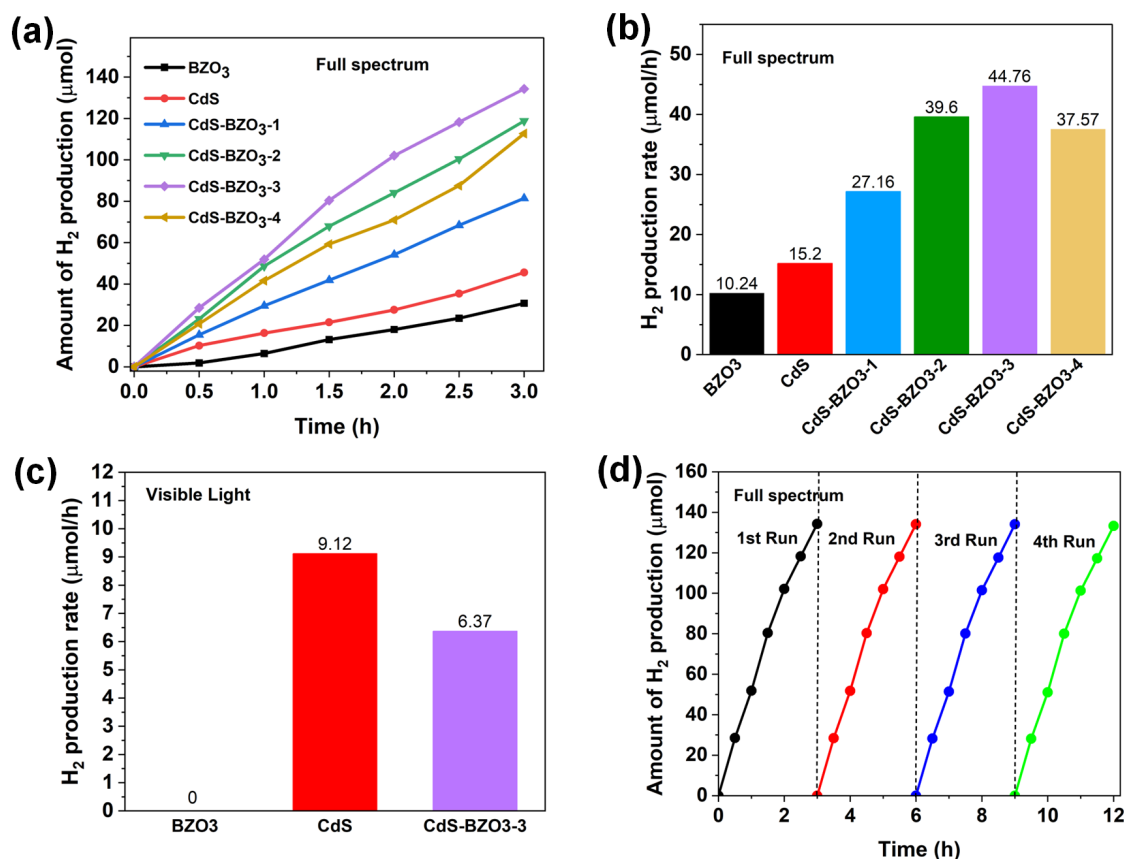 (a)
Amount of H₂ production (μmol)
140
120
100
80
60
40
20
0
Full spectrum
BZO₃
CdS
CdS-BZO₃-1
CdS-BZO₃-2
CdS-BZO₃-3
CdS-BZO₃-4
0.0 0.5 1.0 1.5 2.0 2.5 3.0
Time (h)
(b)
H₂ production rate (μmol/h)
50
40
30
20
10
0
Full spectrum
10.24
15.2
27.16
39.6
44.76
37.57
BZO3
CdS
CdS-BZO3-1
CdS-BZO3-2
CdS-BZO3-3
CdS-BZO3-4
(c)
H₂ production rate (μmol/h)
12
11
10
9
8
7
6
5
4
3
2
1
0
Visible Light
0
9.12
6.37
BZO3 CdS CdS-BZO3-3
(d)
Amount of H₂ production (μmol)
160
140
120
100
80
60
40
20
0
Full spectrum
1st Run 2nd Run 3rd Run 4th Run
0 2 4 6 8 10 12
Time (h)